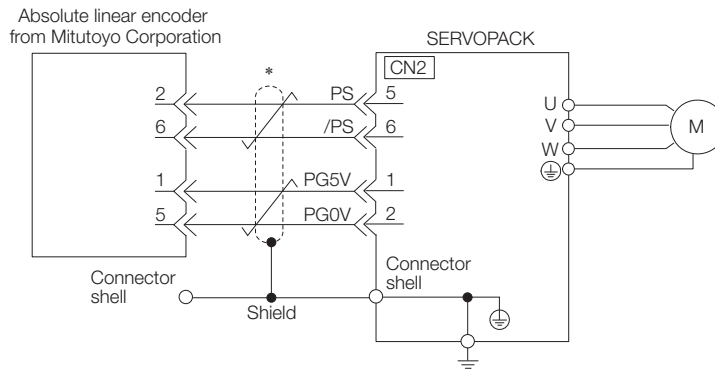 Absolute linear encoder
from Mitutoyo Corporation
SERVOPACK
*
CN2
2 PS 5
6 /PS 6
1 PG5V 1
5 PG0V 2
U
V
W
M
Connector
shell
Shield
Connector
shell